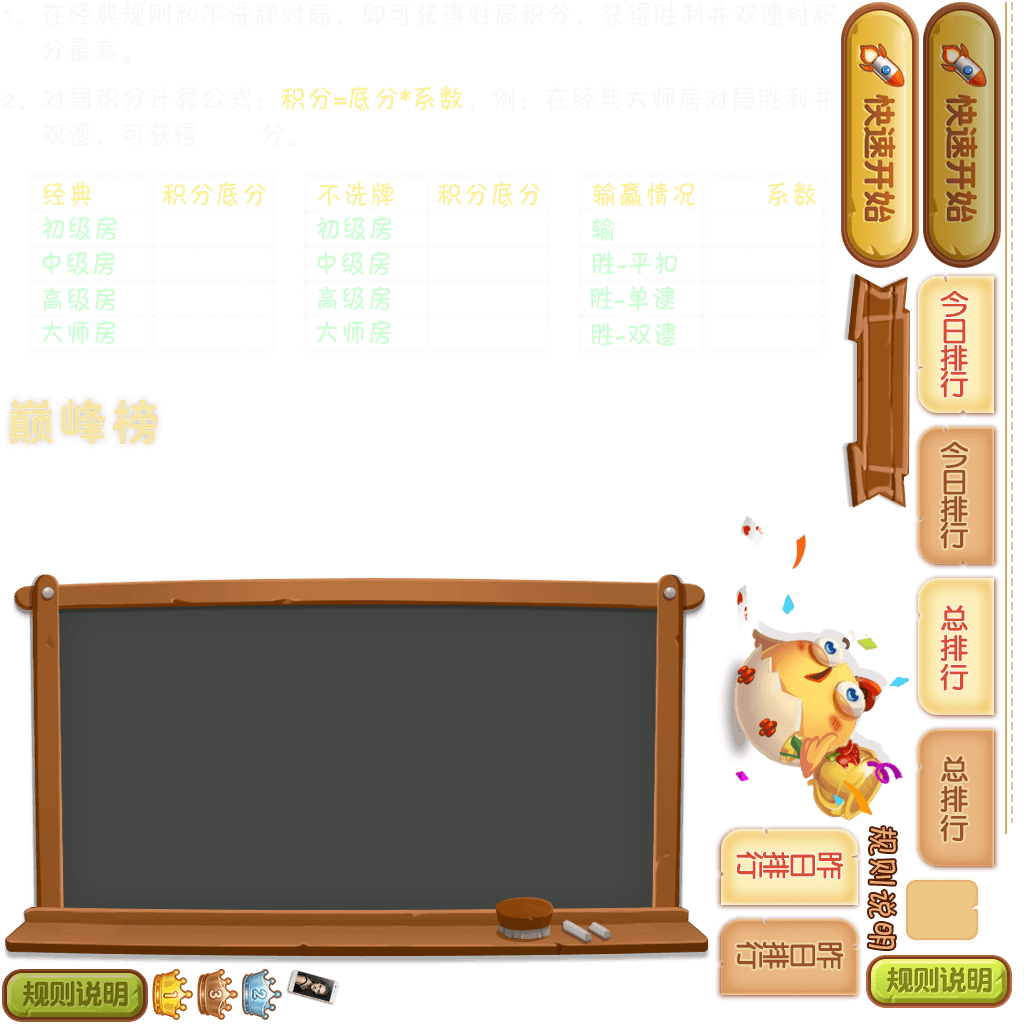 1、在经典规则和不洗牌对局，即可获得对局积分，获得胜利并双逮时积
分最高。
2、对局积分计算公式：积分=底分*系数。例：在经典大师房对局胜利并
双逮，可获得 分。
经典 积分底分
初级房
中级房
高级房
大师房
不洗牌 积分底分
初级房
中级房
高级房
大师房
输赢情况 系数
输
胜-平扣
胜-单逮
胜-双逮
巅峰榜
快速开始
快速开始
今日排行
今日排行
总排行
总排行
昨日排行
昨日排行
规则说明
规则说明
规则说明
1
3
2